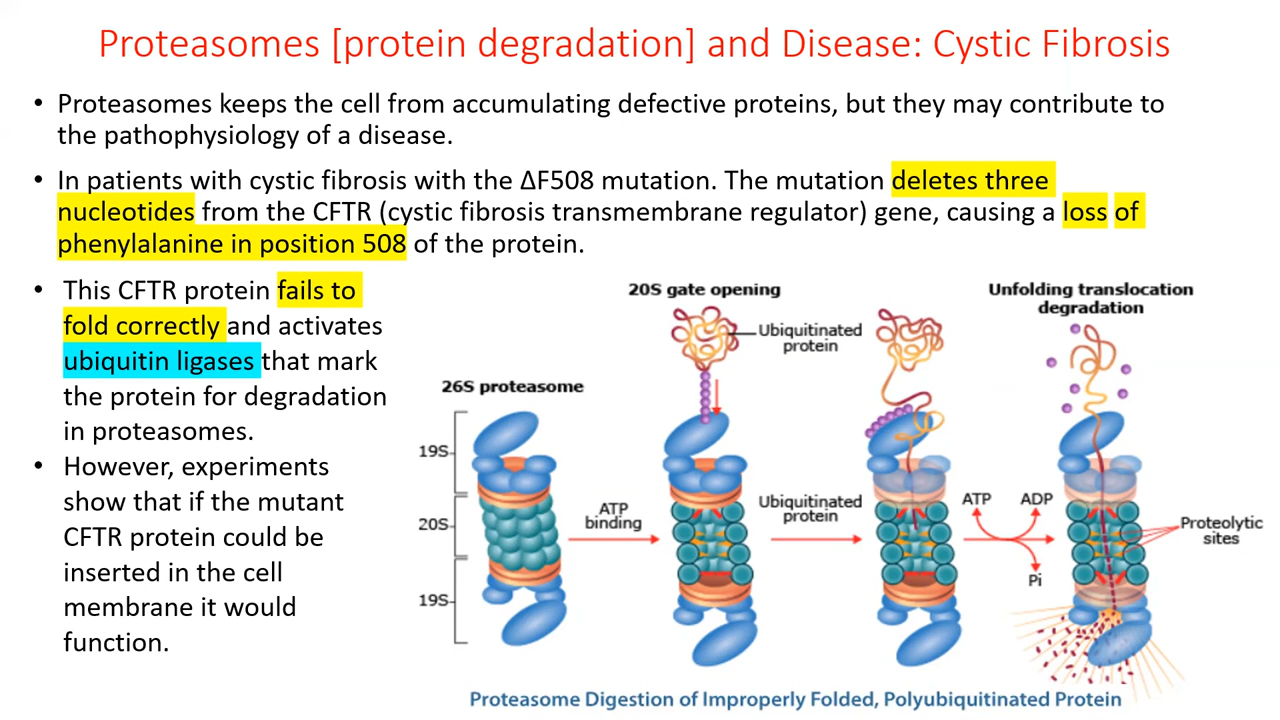 Proteasomes [protein degradation] and Disease: Cystic Fibrosis
• Proteasomes keeps the cell from accumulating defective proteins, but they may contribute to
the pathophysiology of a disease.
• In patients with cystic fibrosis with the ΔF508 mutation. The mutation deletes three
nucleotides from the CFTR (cystic fibrosis transmembrane regulator) gene, causing a loss of
phenylalanine in position 508 of the protein.
• This CFTR protein fails to
fold correctly and activates
ubiquitin ligases that mark
the protein for degradation
in proteasomes.
• However, experiments
show that if the mutant
CFTR protein could be
inserted in the cell
membrane it would
function.
26S proteasome
19S
20S
19S
ATP
binding
20S gate opening
Ubiquitinated
protein
Ubiquitinated
protein
ATP
ADP
Pi
Unfolding translocation
degradation
Proteolytic
sites
Proteasome Digestion of Improperly Folded, Polyubiquitinated Protein